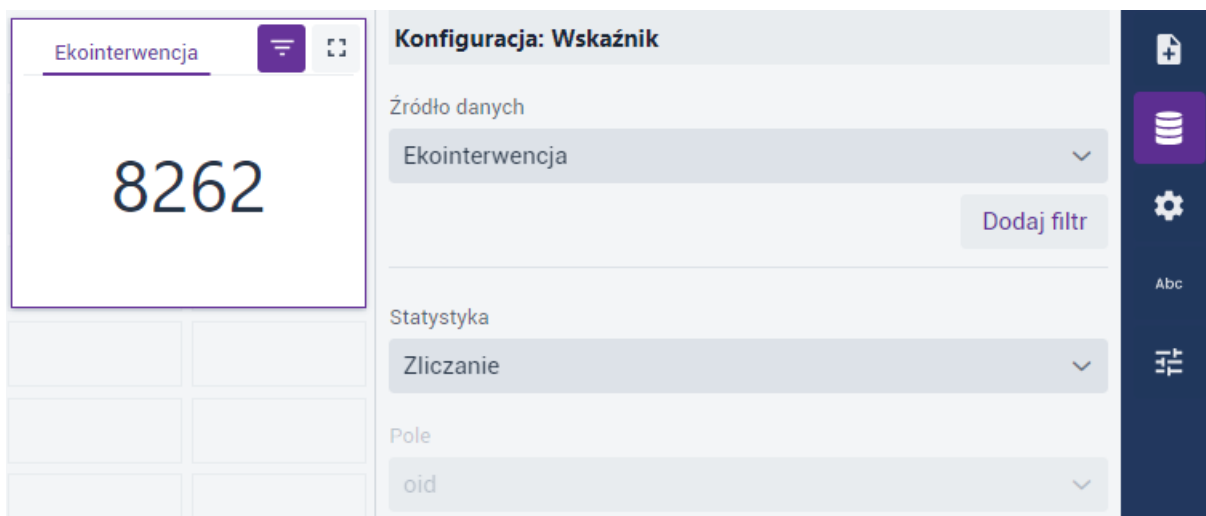 Ekointerwencja
8262
Konfiguracja: Wskaźnik
Źródło danych
Ekointerwencja
Dodaj filtr
Statystyka
Zliczanie
Pole
oid
Abc